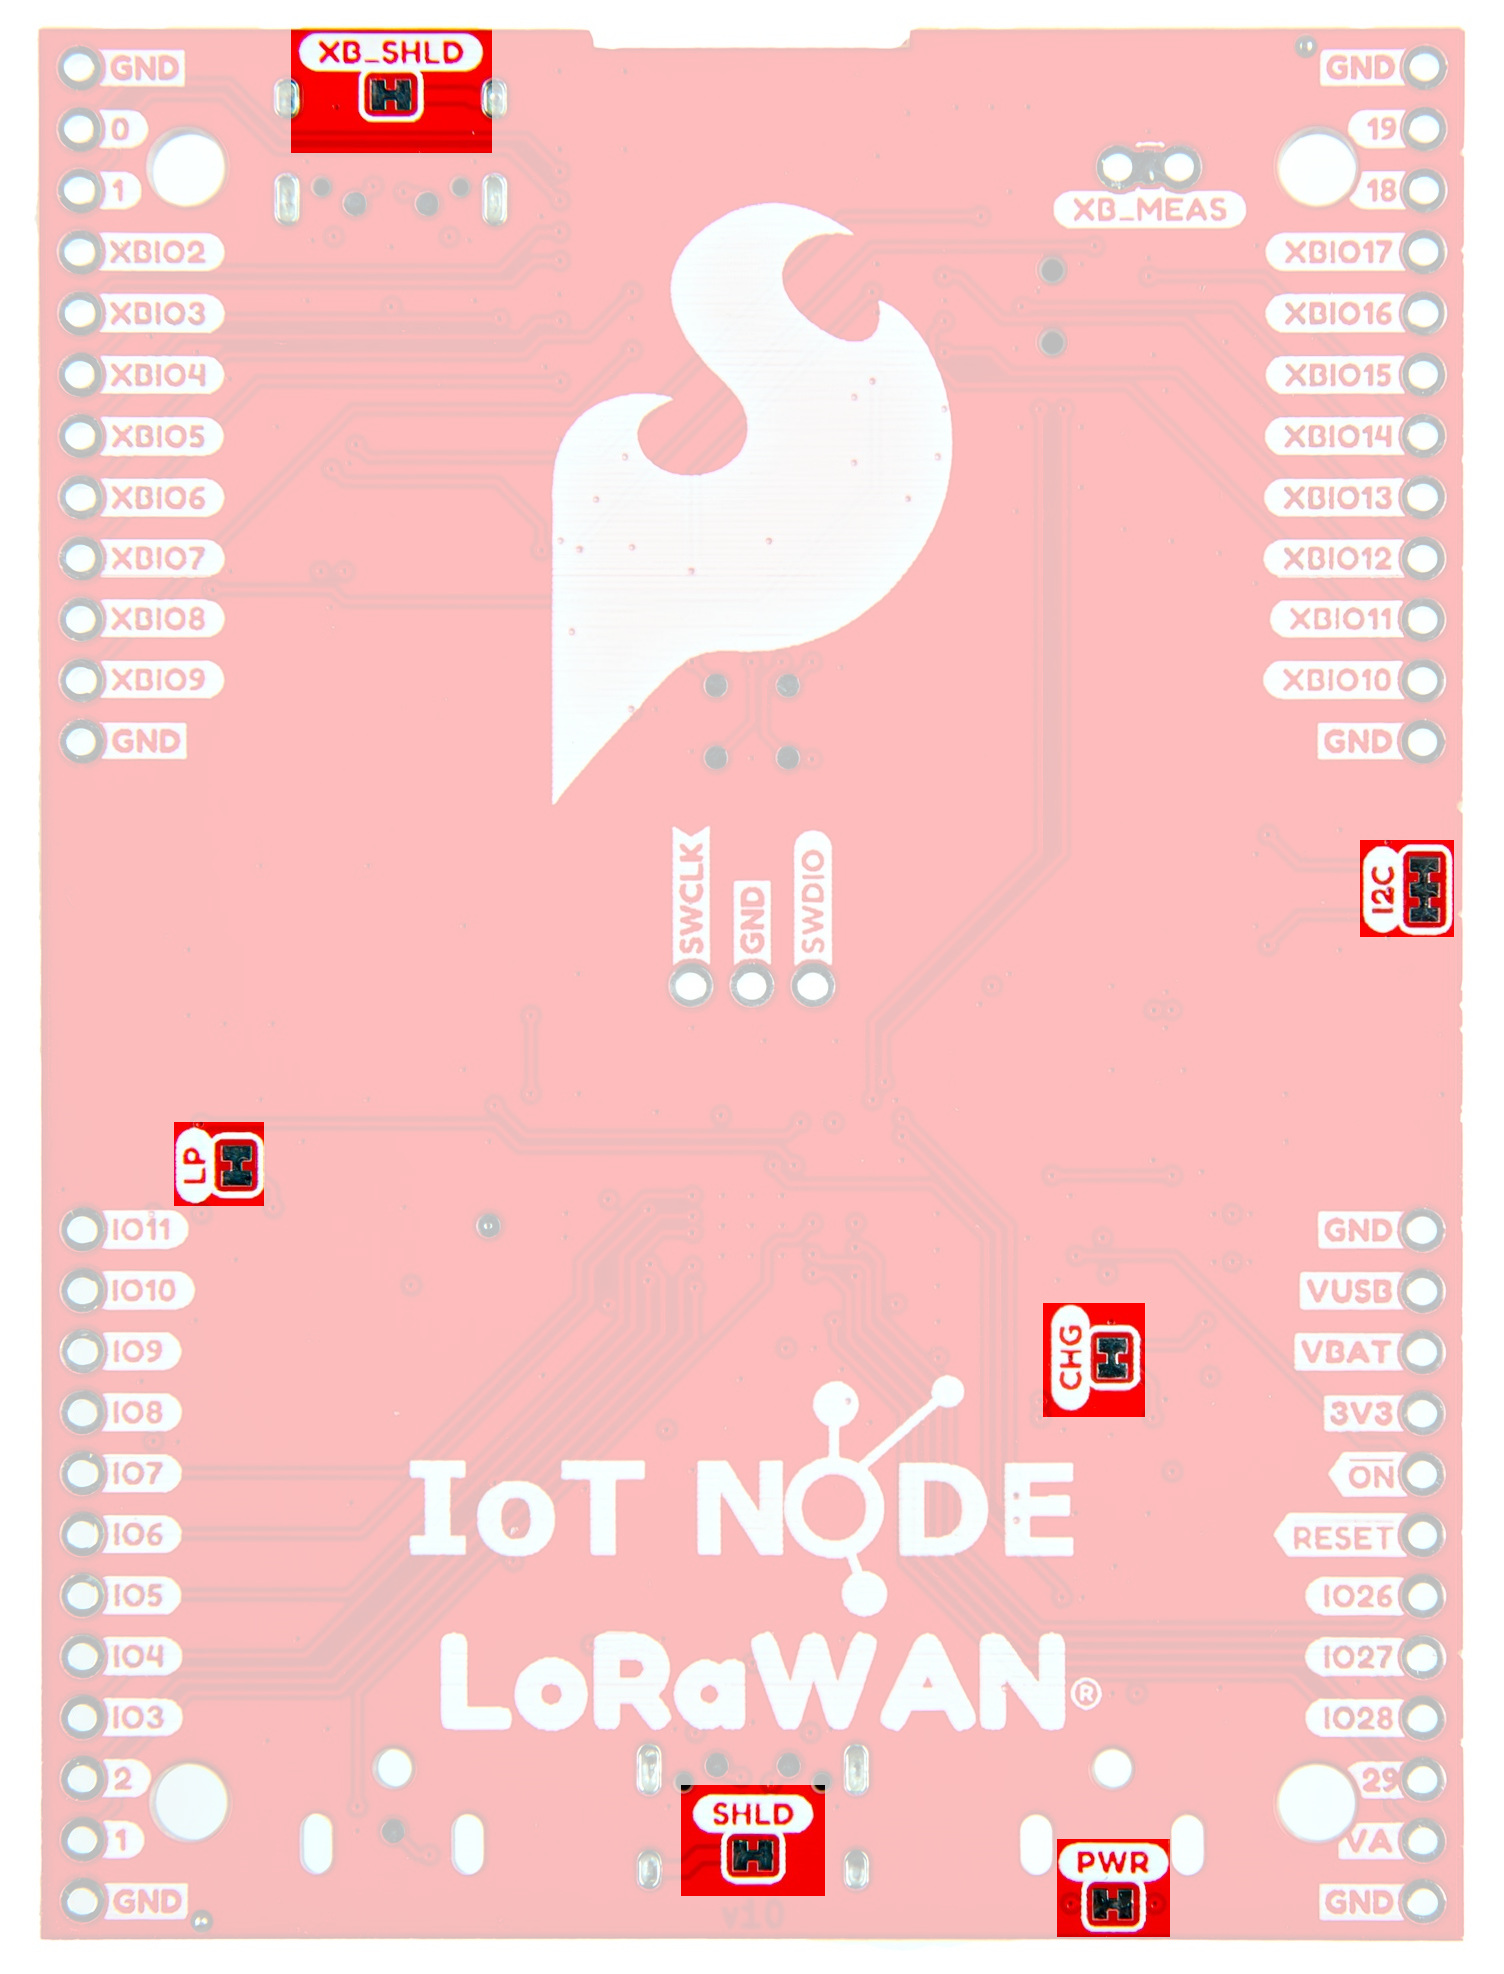 XB_SHLD
GND
0
1
XBIO2
XBIO3
XBIO4
XBIO5
XBIO6
XBIO7
XBIO8
XBIO9
GND
GND
19
18
XB_MEAS
XBIO17
XBIO16
XBIO15
XBIO14
XBIO13
XBIO12
XBIO11
XBIO10
GND
SWCLK
GND
SWDIO
I2C
LP
IO11
IO10
IO9
IO8
IO7
IO6
IO5
IO4
IO3
2
1
GND
CHG
GND
VUSB
VBAT
3V3
ON
RESET
IO26
IO27
IO28
29
VA
GND
IoT NODE
LoRaWAN®
SHLD
PWR
v10